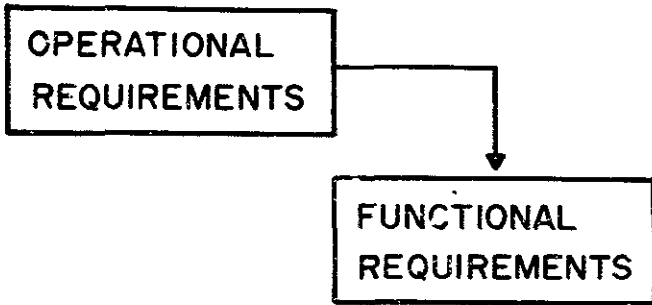 OPERATIONAL
REQUIREMENTS
FUNCTIONAL
REQUIREMENTS